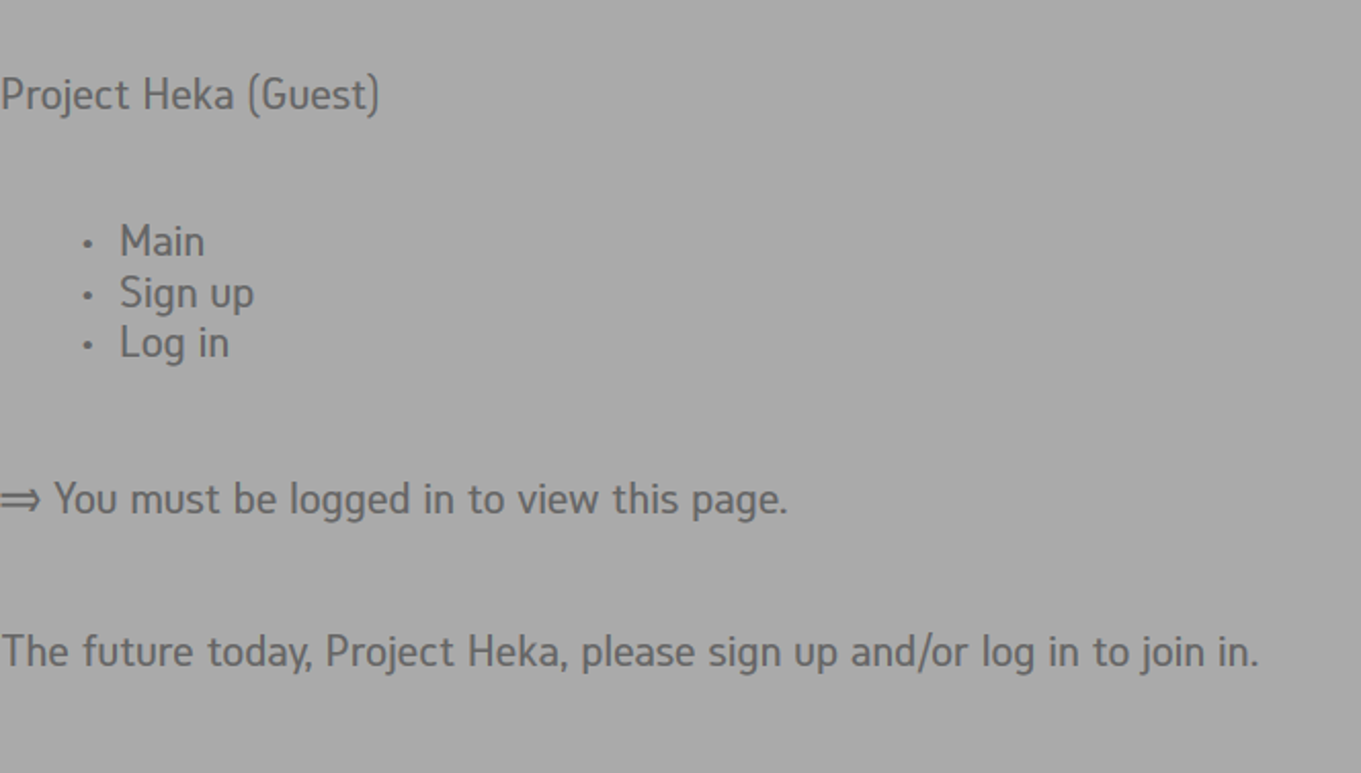 Project Heka (Guest)
• Main
• Sign up
• Log in
⇒ You must be logged in to view this page.
The future today, Project Heka, please sign up and/or log in to join in.